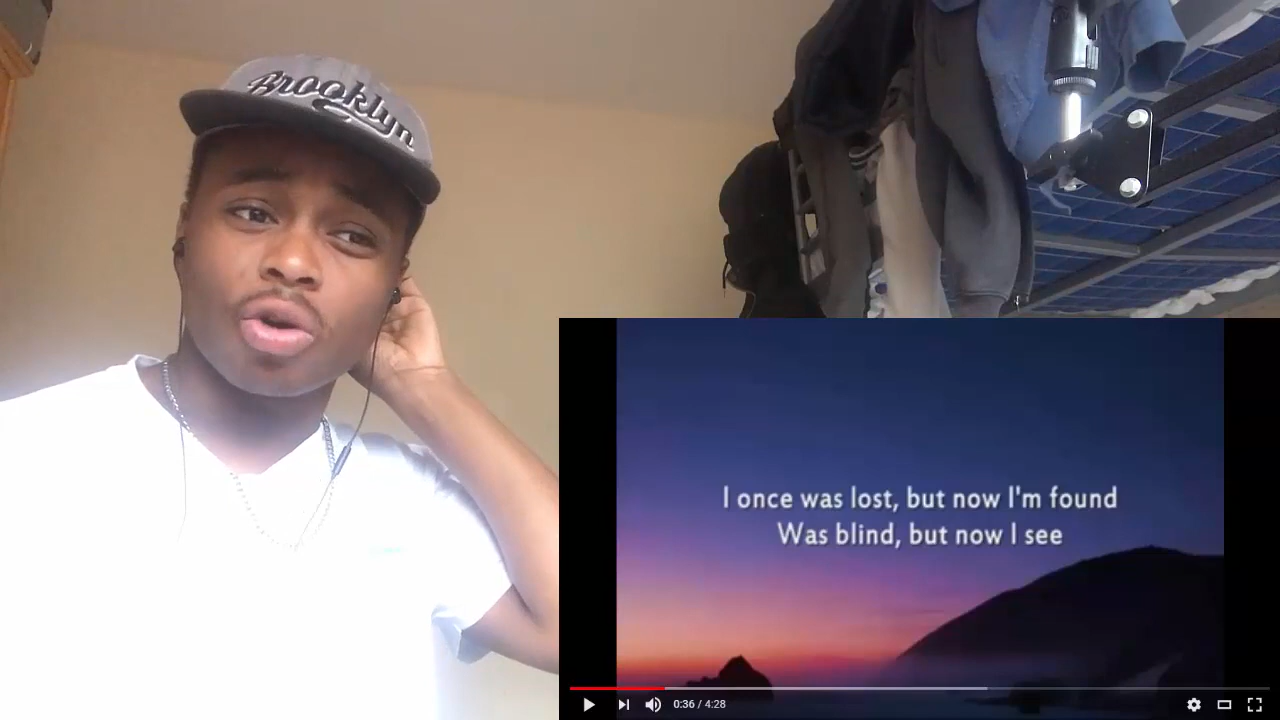 Brooklyn
I once was lost, but now I'm found
Was blind, but now I see
0:36 / 4:28